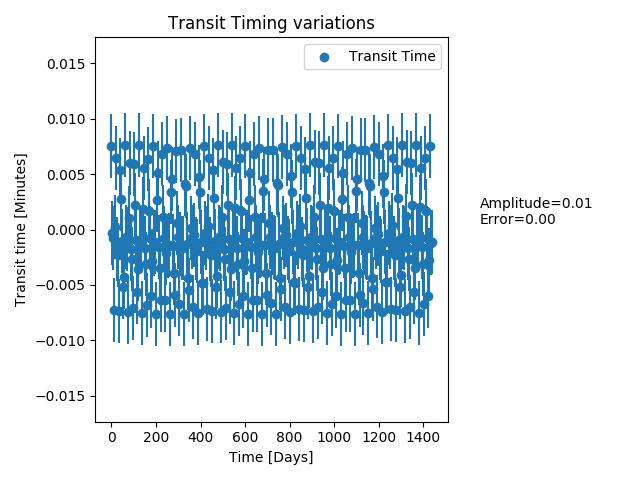 Transit Timing variations
Transit Time
0.015
0.010
0.005
0.000
−0.005
−0.010
−0.015
Transit time [Minutes]
0 200 400 600 800 1000 1200 1400
Time [Days]
Amplitude=0.01
Error=0.00